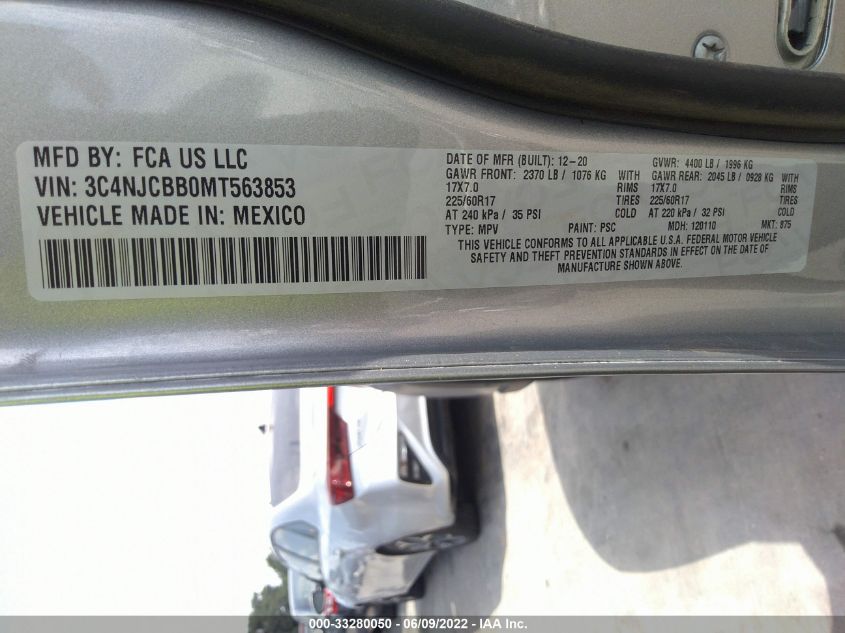 MFD BY: FCA US LLC
VIN: 3C4NJCBB0MT563853
VEHICLE MADE IN: MEXICO
DATE OF MFR (BUILT): 12-20 GVWR: 4400 LB / 1996 KG
GAWR FRONT: 2370 LB / 1076 KG WITH GAWR REAR: 2045 LB / 0928 KG WITH
17X7.0 RIMS 17X7.0 RIMS
225/60R17 TIRES 225/60R17 TIRES
AT 240 kPa / 35 PSI COLD AT 220 kPa / 32 PSI COLD
TYPE: MPV PAINT: PSC MDH: 120110 MKT: 875
THIS VEHICLE CONFORMS TO ALL APPLICABLE U.S.A. FEDERAL MOTOR VEHICLE
SAFETY AND THEFT PREVENTION STANDARDS IN EFFECT ON THE DATE OF
MANUFACTURE SHOWN ABOVE.
000-33280050 - 06/09/2022 - IAA Inc.